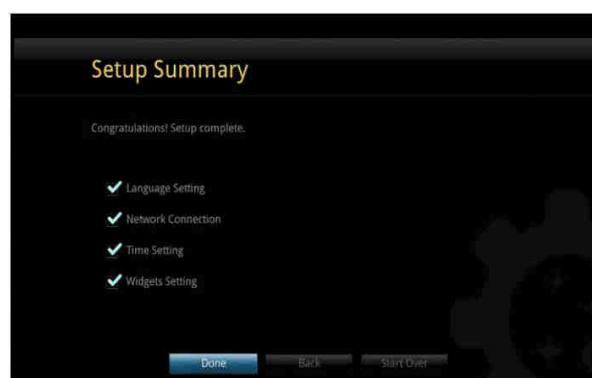 Setup Summary
Congratulations! Setup complete.
Language Setting
Network Connection
Time Setting
Widgets Setting
Done Back Start Over